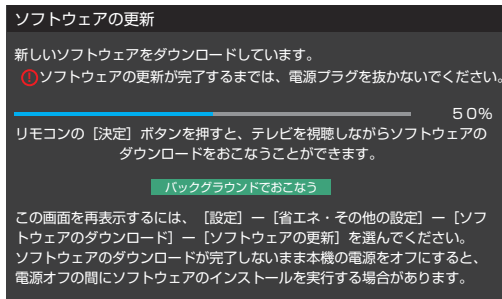 ソフトウェアの更新
新しいソフトウェアをダウンロードしています。
!ソフトウェアの更新が完了するまでは、電源プラグを抜かないでください。
50%
リモコンの［決定］ボタンを押すと、テレビを視聴しながらソフトウェアの
ダウンロードをおこなうことができます。
バックグラウンドでおこなう
この画面を再表示するには、［設定］ー［省エネ・その他の設定］ー［ソフ
トウェアのダウンロード］ー［ソフトウェアの更新］を選んでください。
ソフトウェアのダウンロードが完了しないまま本機の電源をオフにすると、
電源オフの間にソフトウェアのインストールを実行する場合があります。